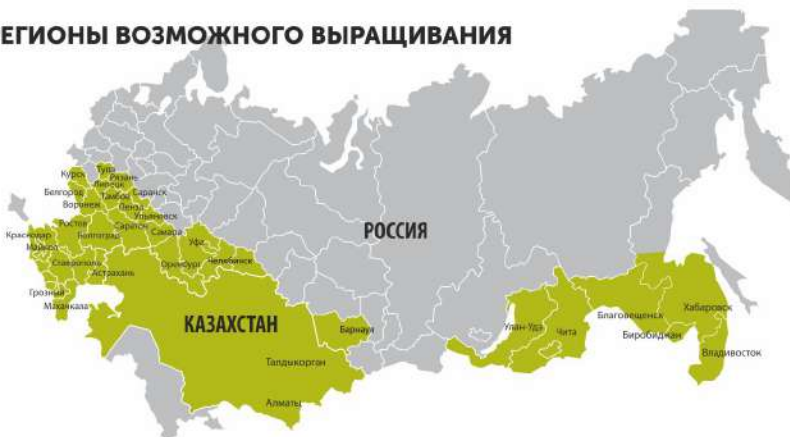 ЕГИОНЫ ВОЗМОЖНОГО ВЫРАЩИВАНИЯ
Курск
Тула
Рязань
Липецк
Белгород
Тамбов
Саранск
Воронеж
Пенза
Ульяновск
Ростов
Саратов
Краснодар
Волгоград
Самара
Уфа
Майкоп
Ставрополь
Оренбург
Челябинск
Астрахань
Грозный
Махачкала
РОССИЯ
КАЗАХСТАН
Барнаул
Талдыкорган
Алматы
Улан-Удэ
Чита
Благовещенск
Хабаровск
Биробиджан
Владивосток